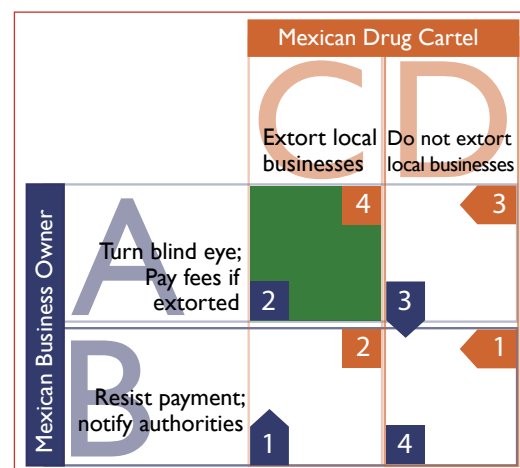 Mexican Drug Cartel
C
D
Extort local
businesses
Do not extort
local businesses
Mexican Business Owner
A
Turn blind eye;
Pay fees if
extorted
4
2
3
3
B
Resist payment;
notify authorities
2
1
1
4